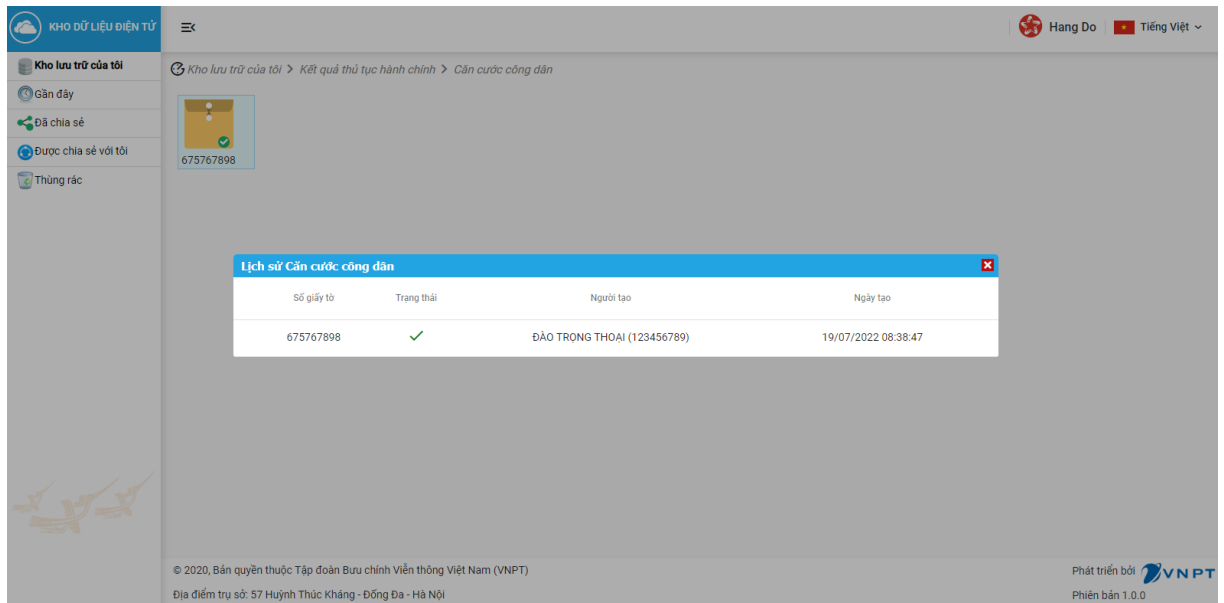 KHO DỮ LIỆU ĐIỆN TỬ
Hang Do
Tiếng Việt
Kho lưu trữ của tôi
Gần đây
Đã chia sẻ
Được chia sẻ với tôi
Thùng rác
Kho lưu trữ của tôi > Kết quả thủ tục hành chính > Căn cước công dân
675767898
Lịch sử Căn cước công dân
Số giấy tờ Trạng thái Người tạo Ngày tạo
675767898 ĐÀO TRỌNG THOẠI (123456789) 19/07/2022 08:38:47
© 2020, Bản quyền thuộc Tập đoàn Bưu chính Viễn thông Việt Nam (VNPT)
Địa điểm trụ sở: 57 Huỳnh Thúc Kháng - Đống Đa - Hà Nội
Phát triển bởi VNPT
Phiên bản 1.0.0